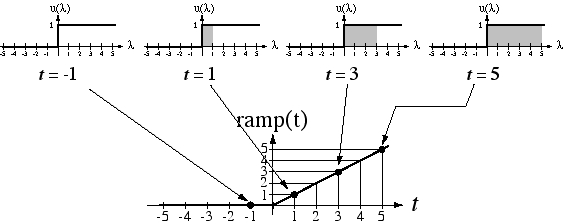 u(λ) u(λ) u(λ) u(λ)
1 1 1 1
-5 -4 -3 -2 -1 1 2 3 4 5 λ -5 -4 -3 -2 -1 1 2 3 4 5 λ -5 -4 -3 -2 -1 1 2 3 4 5 λ -5 -4 -3 -2 -1 1 2 3 4 5 λ
t = -1 t = 1 t = 3 t = 5
ramp(t)
5
4
3
2
1
-5 -4 -3 -2 -1 1 2 3 4 5 t